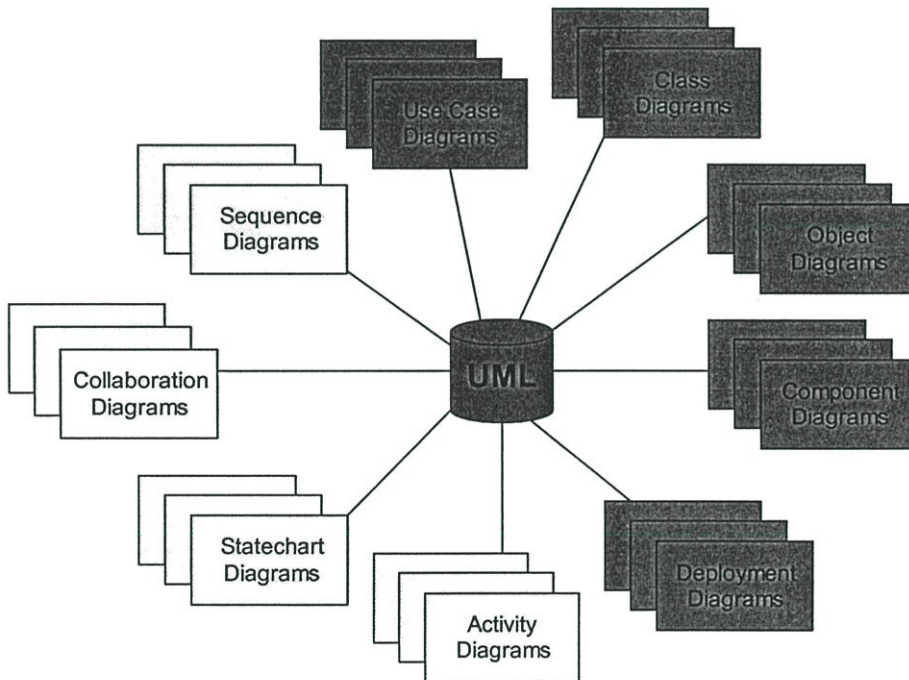 Use Case
Diagrams
Class
Diagrams
Sequence
Diagrams
Object
Diagrams
UML
Collaboration
Diagrams
Component
Diagrams
Statechart
Diagrams
Activity
Diagrams
Deployment
Diagrams